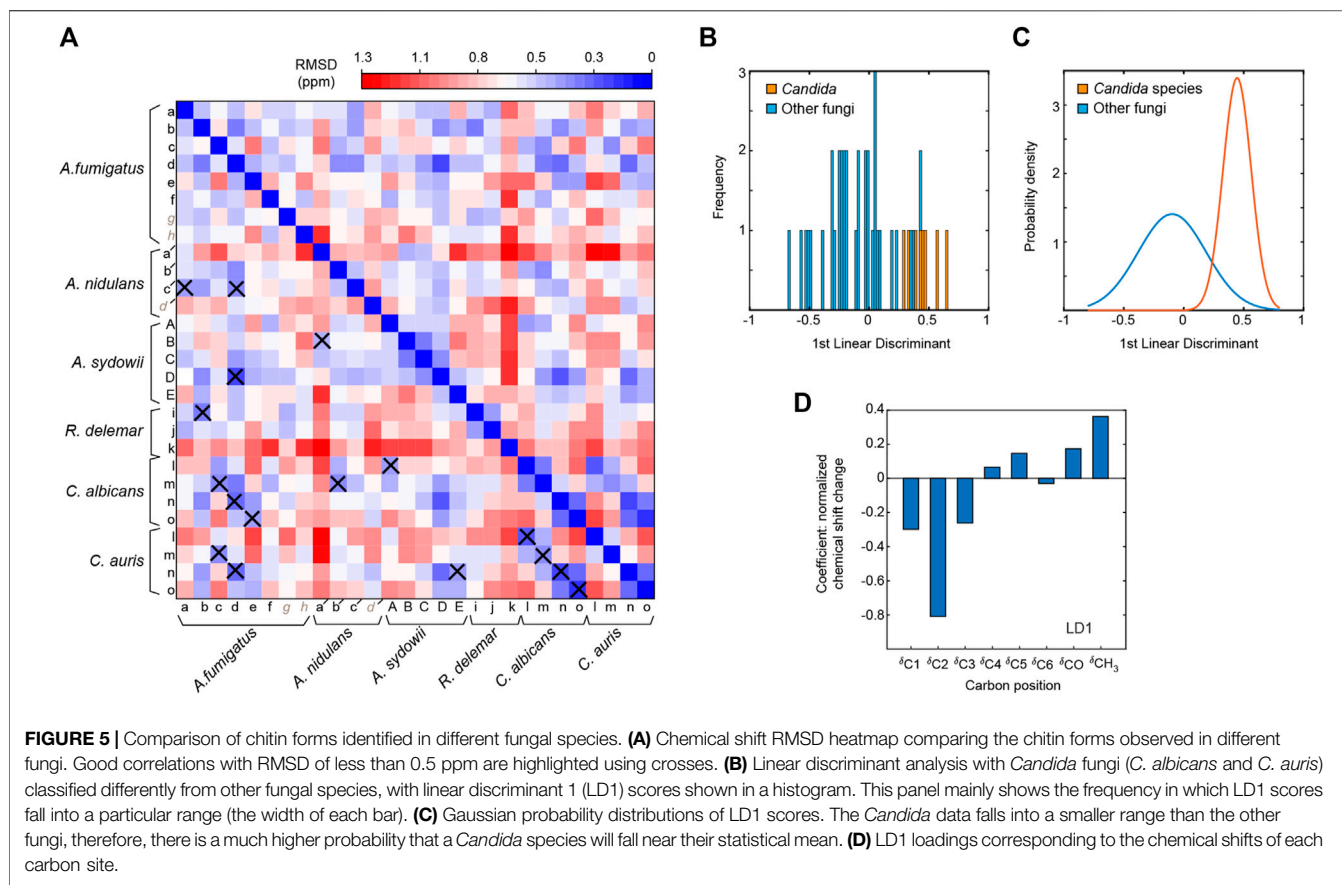 A
RMSD
(ppm)
1.3 1.1 0.8 0.5 0.3 0
A.fumigatus
a
b
c
d
e
f
g
h
A. nidulans
a
b
c
d
A. sydowii
A
B
C
D
E
R. delemar
i
j
k
C. albicans
l
m
n
o
C. auris
l
m
n
o
a b c d e f g h a b c d A B C D E i j k l m n o l m n o
A.fumigatus A. nidulans A. sydowii R. delemar C. albicans C. auris
B
Candida
Other fungi
Frequency
3
2
1
-1 -0.5 0 0.5 1
1st Linear Discriminant
C
Candida species
Other fungi
Probability density
3
2
1
-1 -0.5 0 0.5 1
1st Linear Discriminant
D
Coefficient: normalized
chemical shift change
0.4
0.2
0
-0.2
-0.4
-0.6
-0.8
LD1
δC1 δC2 δC3 δC4 δC5 δC6 δCO δCH3
Carbon position
FIGURE 5 | Comparison of chitin forms identified in different fungal species. (A) Chemical shift RMSD heatmap comparing the chitin forms observed in different
fungi. Good correlations with RMSD of less than 0.5 ppm are highlighted using crosses. (B) Linear discriminant analysis with Candida fungi (C. albicans and C. auris)
classified differently from other fungal species, with linear discriminant 1 (LD1) scores shown in a histogram. This panel mainly shows the frequency in which LD1 scores
fall into a particular range (the width of each bar). (C) Gaussian probability distributions of LD1 scores. The Candida data falls into a smaller range than the other
fungi, therefore, there is a much higher probability that a Candida species will fall near their statistical mean. (D) LD1 loadings corresponding to the chemical shifts of each
carbon site.